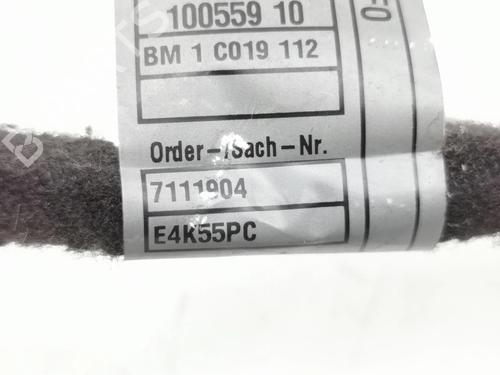 100559 10
BM 1 C019 112
Order-/Sach-Nr.
7111904
E4K55PC